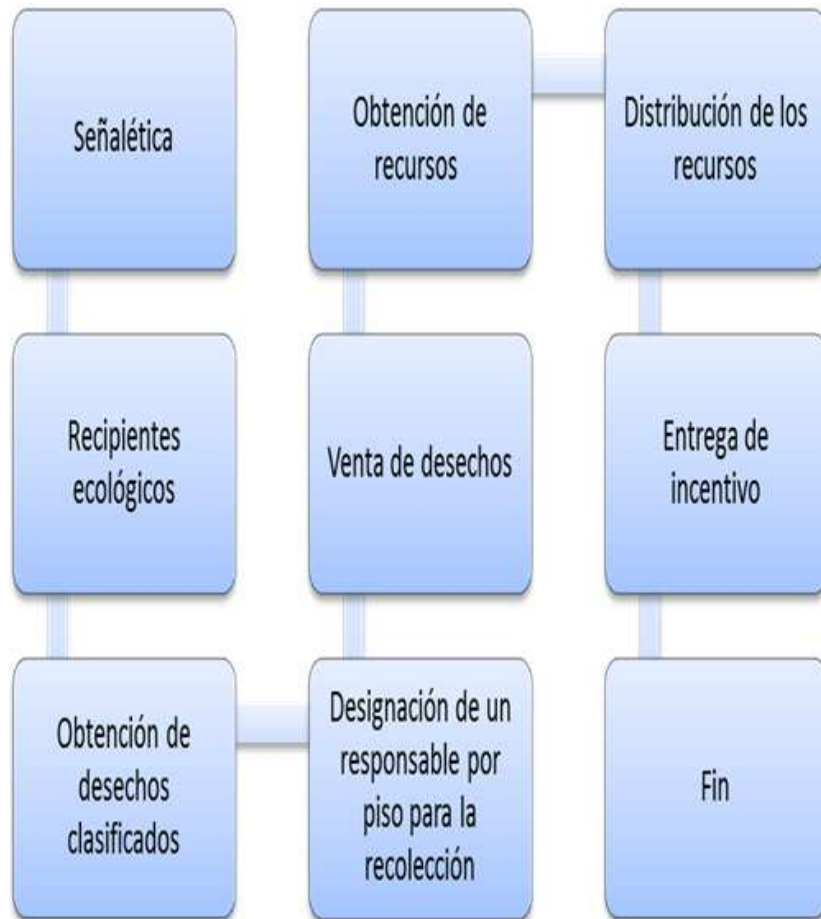 Señalética
Recipientes
ecológicos
Obtención de
desechos
clasificados
Designación de un
responsable por
piso para la
recolección
Venta de desechos
Obtención de
recursos
Distribución de los
recursos
Entrega de
incentivo
Fin